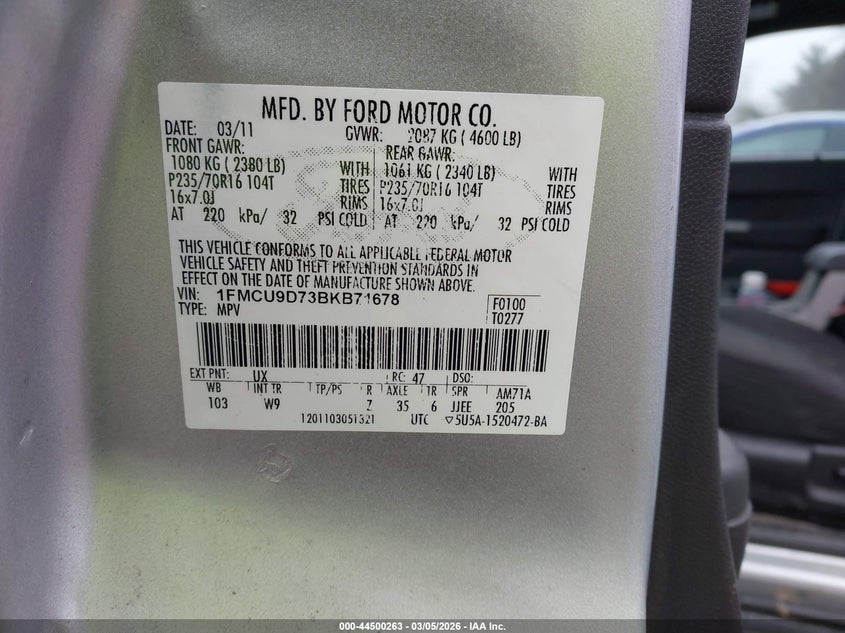 MFD. BY FORD MOTOR CO.
DATE: 03/11 GVWR: 2087 KG ( 4600 LB)
FRONT GAWR: REAR GAWR:
1080 KG ( 2380 LB) WITH 1061 KG ( 2340 LB) WITH
P235/70R16 104T TIRES P235/70R16 104T TIRES
16x7.0J RIMS 16x7.0J RIMS
AT 220 kPa/ 32 PSI COLD AT 220 kPa/ 32 PSI COLD
THIS VEHICLE CONFORMS TO ALL APPLICABLE FEDERAL MOTOR
VEHICLE SAFETY AND THEFT PREVENTION STANDARDS IN
EFFECT ON THE DATE OF MANUFACTURE SHOWN ABOVE.
VIN: 1FMCU9D73BKB71678 F0100
TYPE: MPV T0277
EXT PNT: UX RC: 47 DSO:
WB INT TR TP/PS R AXLE TR SPR AM71A
103 W9 Z 35 6 JJEE 205
1201103051321 UTC ▽5U5A-1520472-BA
000-44500263 - 03/05/2026 - IAA Inc.